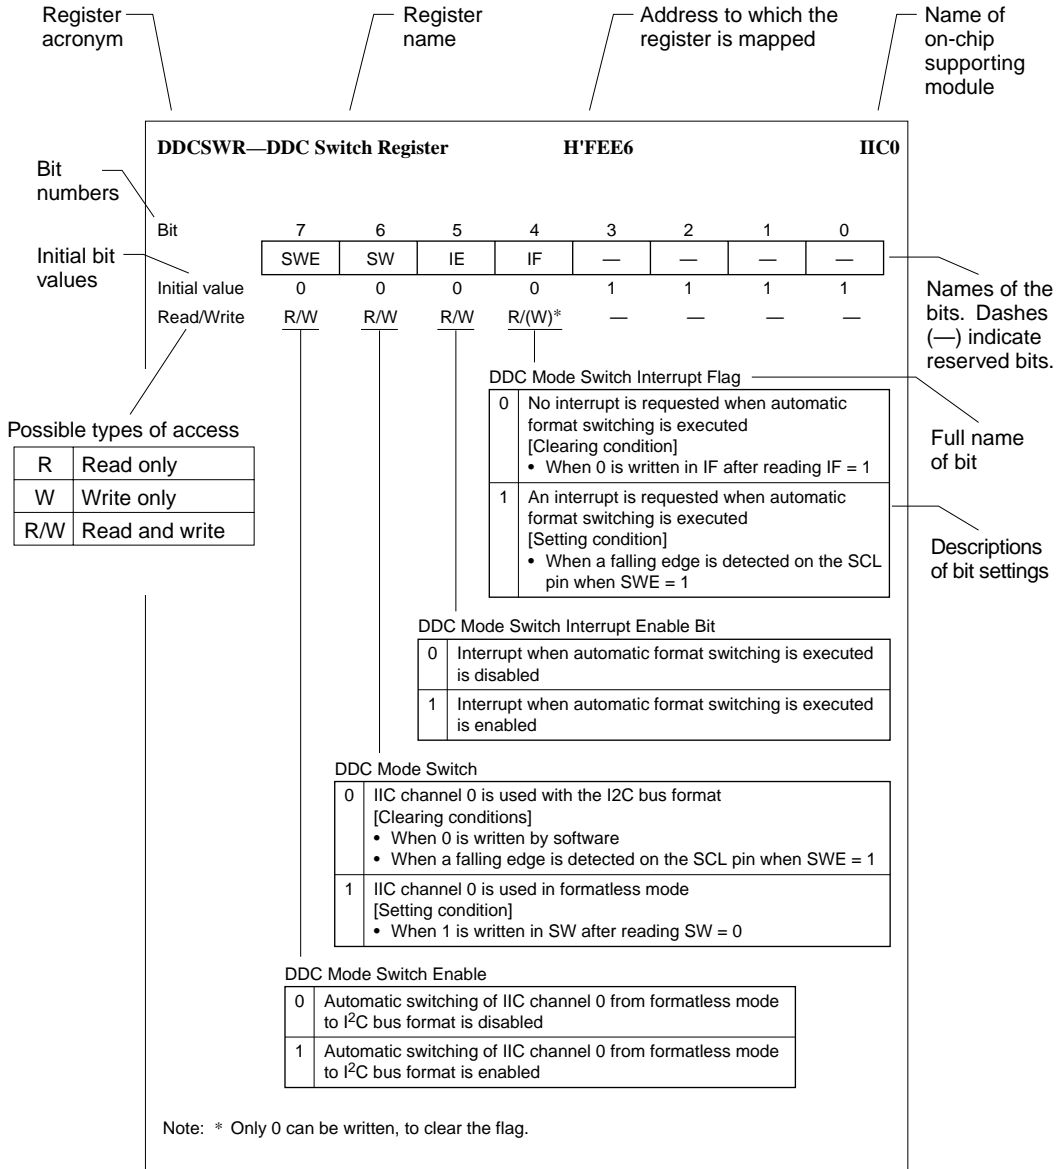 Register
acronym
Register
name
Address to which the
register is mapped
Name of
on-chip
supporting
module
DDCSWR—DDC Switch Register H'FEE6 IIC0
Bit
numbers
Bit 7 6 5 4 3 2 1 0
SWE SW IE IF — — — —
Initial bit
values
Initial value 0 0 0 0 1 1 1 1
Read/Write R/W R/W R/W R/(W)* — — — —
Names of the
bits. Dashes
(—) indicate
reserved bits.
Possible types of access
R Read only
W Write only
R/W Read and write
DDC Mode Switch Interrupt Flag
0 No interrupt is requested when automatic
format switching is executed
[Clearing condition]
• When 0 is written in IF after reading IF = 1
1 An interrupt is requested when automatic
format switching is executed
[Setting condition]
• When a falling edge is detected on the SCL
pin when SWE = 1
Full name
of bit
Descriptions
of bit settings
DDC Mode Switch Interrupt Enable Bit
0 Interrupt when automatic format switching is executed
is disabled
1 Interrupt when automatic format switching is executed
is enabled
DDC Mode Switch
0 IIC channel 0 is used with the I2C bus format
[Clearing conditions]
• When 0 is written by software
• When a falling edge is detected on the SCL pin when SWE = 1
1 IIC channel 0 is used in formatless mode
[Setting condition]
• When 1 is written in SW after reading SW = 0
DDC Mode Switch Enable
0 Automatic switching of IIC channel 0 from formatless mode
to I²C bus format is disabled
1 Automatic switching of IIC channel 0 from formatless mode
to I²C bus format is enabled
Note: * Only 0 can be written, to clear the flag.